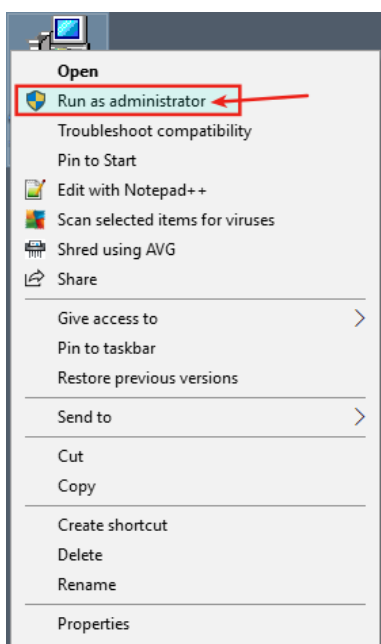 Open
Run as administrator
Troubleshoot compatibility
Pin to Start
Edit with Notepad++
Scan selected items for viruses
Shred using AVG
Share
Give access to
Pin to taskbar
Restore previous versions
Send to
Cut
Copy
Create shortcut
Delete
Rename
Properties